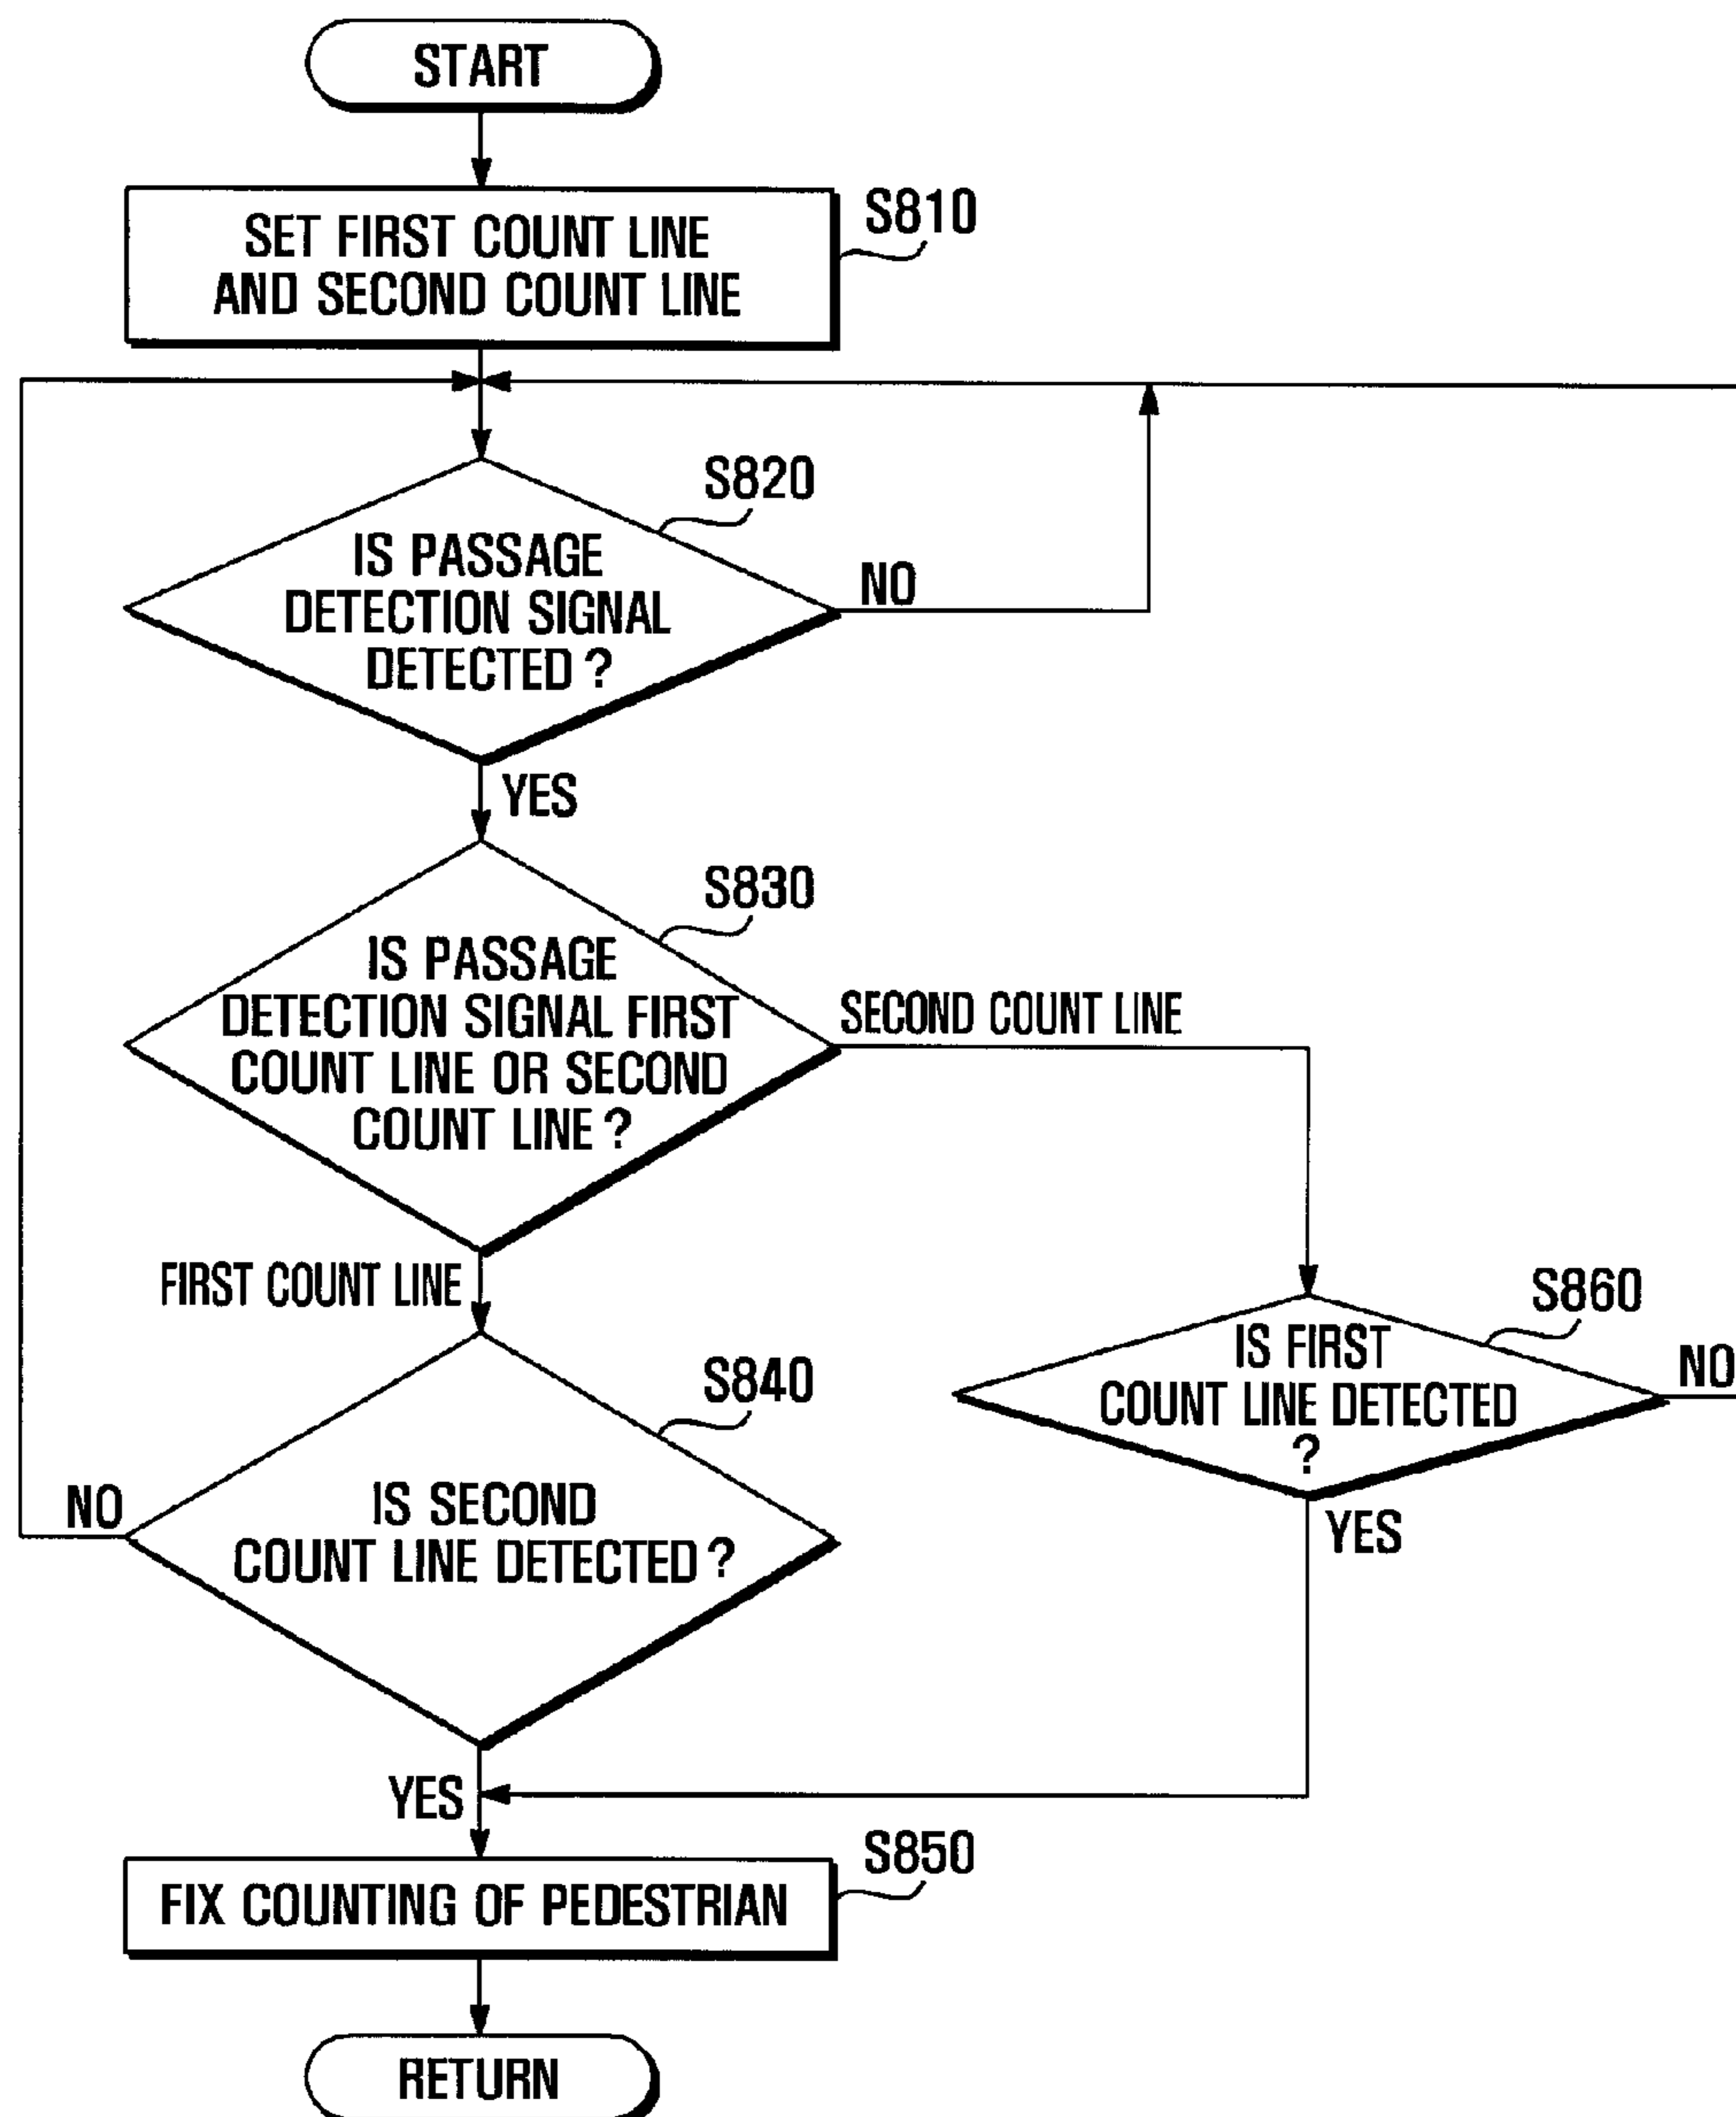 START
SET FIRST COUNT LINE
AND SECOND COUNT LINE
S810
S820
IS PASSAGE
DETECTION SIGNAL
DETECTED ?
NO
YES
S830
IS PASSAGE
DETECTION SIGNAL FIRST
COUNT LINE OR SECOND
COUNT LINE ?
SECOND COUNT LINE
FIRST COUNT LINE
S860
IS FIRST
COUNT LINE DETECTED
?
NO
YES
S840
IS SECOND
COUNT LINE DETECTED ?
NO
YES
S850
FIX COUNTING OF PEDESTRIAN
RETURN